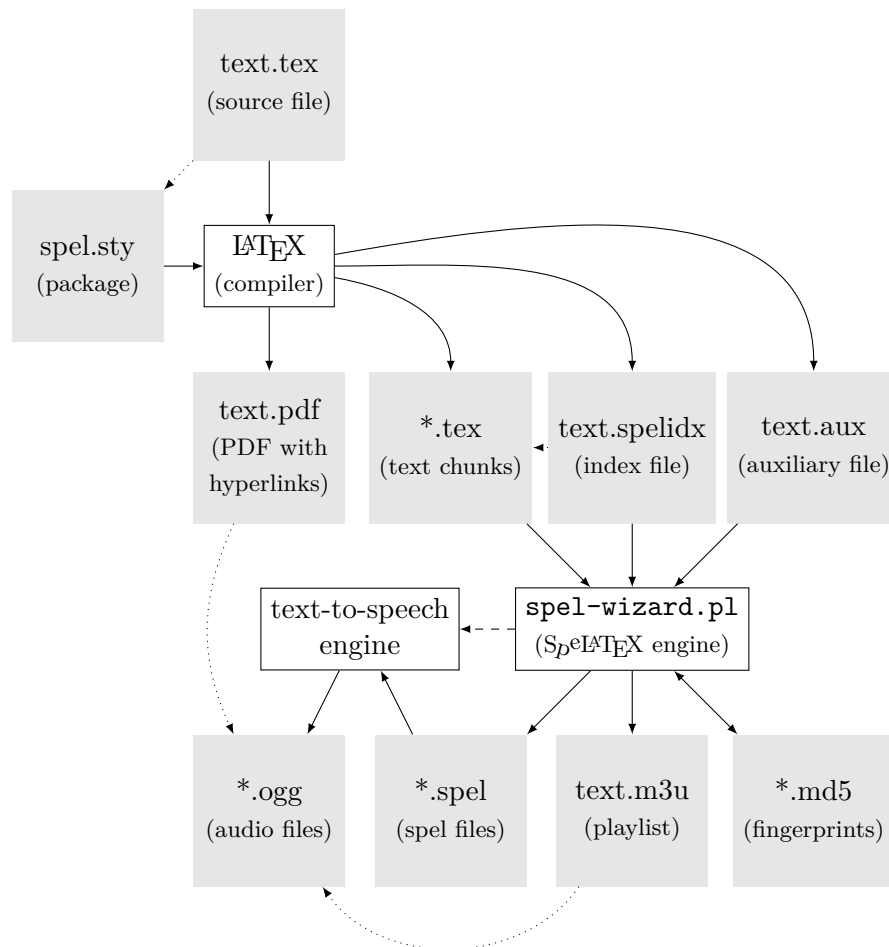 text.tex
(source file)
spel.sty
(package)
LATEX
(compiler)
text.pdf
(PDF with
hyperlinks)
*.tex
(text chunks)
text.spelidx
(index file)
text.aux
(auxiliary file)
text-to-speech
engine
spel-wizard.pl
(SpeLATEX engine)
*.ogg
(audio files)
*.spel
(spel files)
text.m3u
(playlist)
*.md5
(fingerprints)